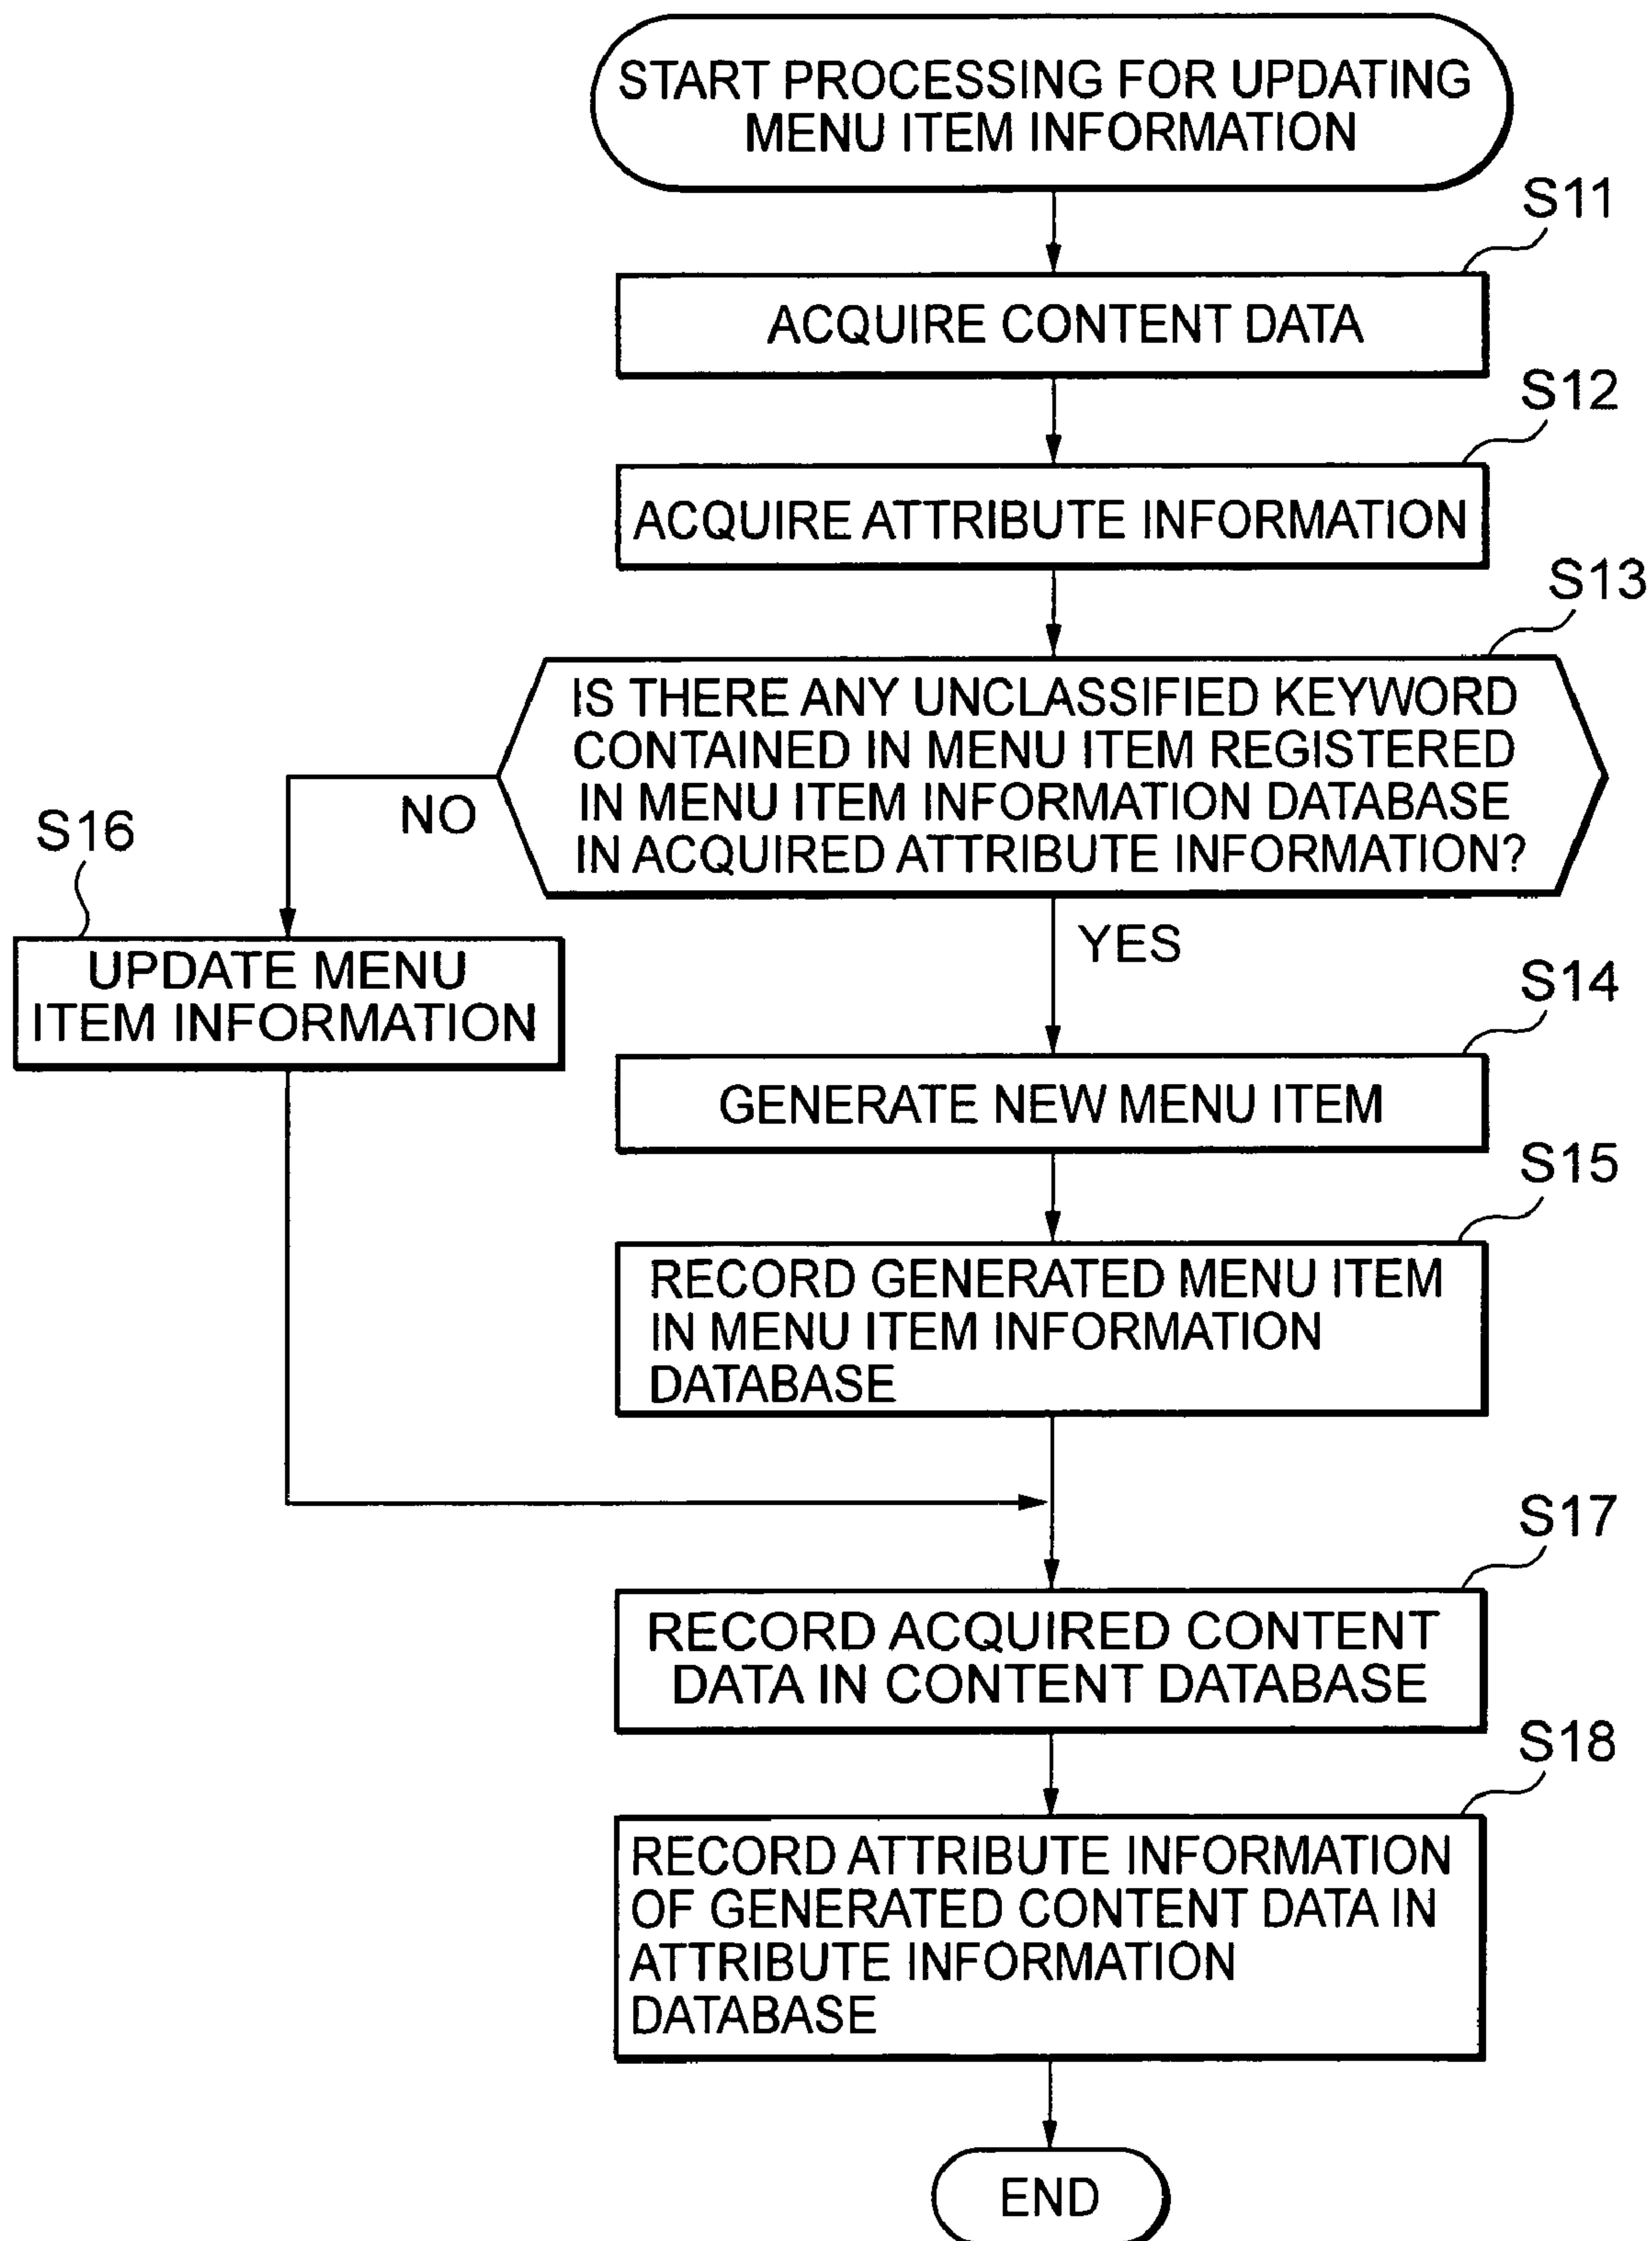 START PROCESSING FOR UPDATING
MENU ITEM INFORMATION
S11
ACQUIRE CONTENT DATA
S12
ACQUIRE ATTRIBUTE INFORMATION
S13
IS THERE ANY UNCLASSIFIED KEYWORD
CONTAINED IN MENU ITEM REGISTERED
IN MENU ITEM INFORMATION DATABASE
IN ACQUIRED ATTRIBUTE INFORMATION?
NO
S16
UPDATE MENU
ITEM INFORMATION
YES
S14
GENERATE NEW MENU ITEM
S15
RECORD GENERATED MENU ITEM
IN MENU ITEM INFORMATION
DATABASE
S17
RECORD ACQUIRED CONTENT
DATA IN CONTENT DATABASE
S18
RECORD ATTRIBUTE INFORMATION
OF GENERATED CONTENT DATA IN
ATTRIBUTE INFORMATION
DATABASE
END